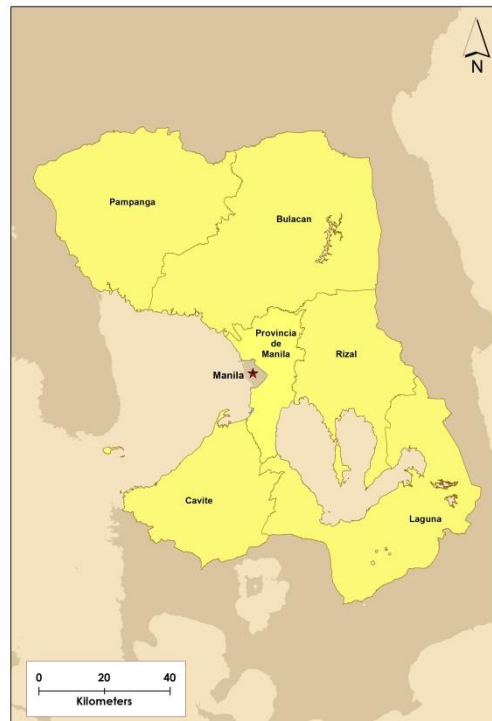 N
Pampanga
Bulacan
Provincia
de
Manila
Manila
Rizal
Cavite
Laguna
0 20 40
Kilometers